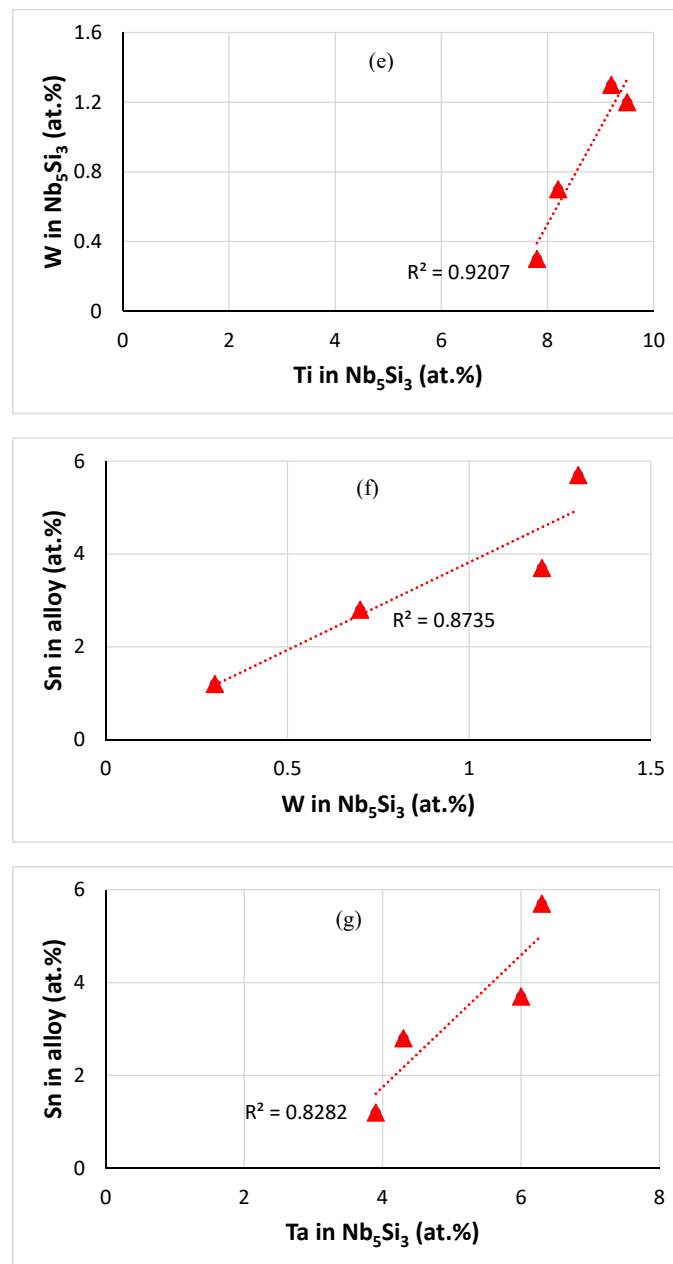 (e)
W in Nb₅Si₃ (at.%)
1.6
1.2
0.8
0.4
0
R² = 0.9207
0 2 4 6 8 10
Ti in Nb₅Si₃ (at.%)
(f)
Sn in alloy (at.%)
6
4
2
0
R² = 0.8735
0 0.5 1 1.5
W in Nb₅Si₃ (at.%)
(g)
Sn in alloy (at.%)
6
4
2
0
R² = 0.8282
0 2 4 6 8
Ta in Nb₅Si₃ (at.%)